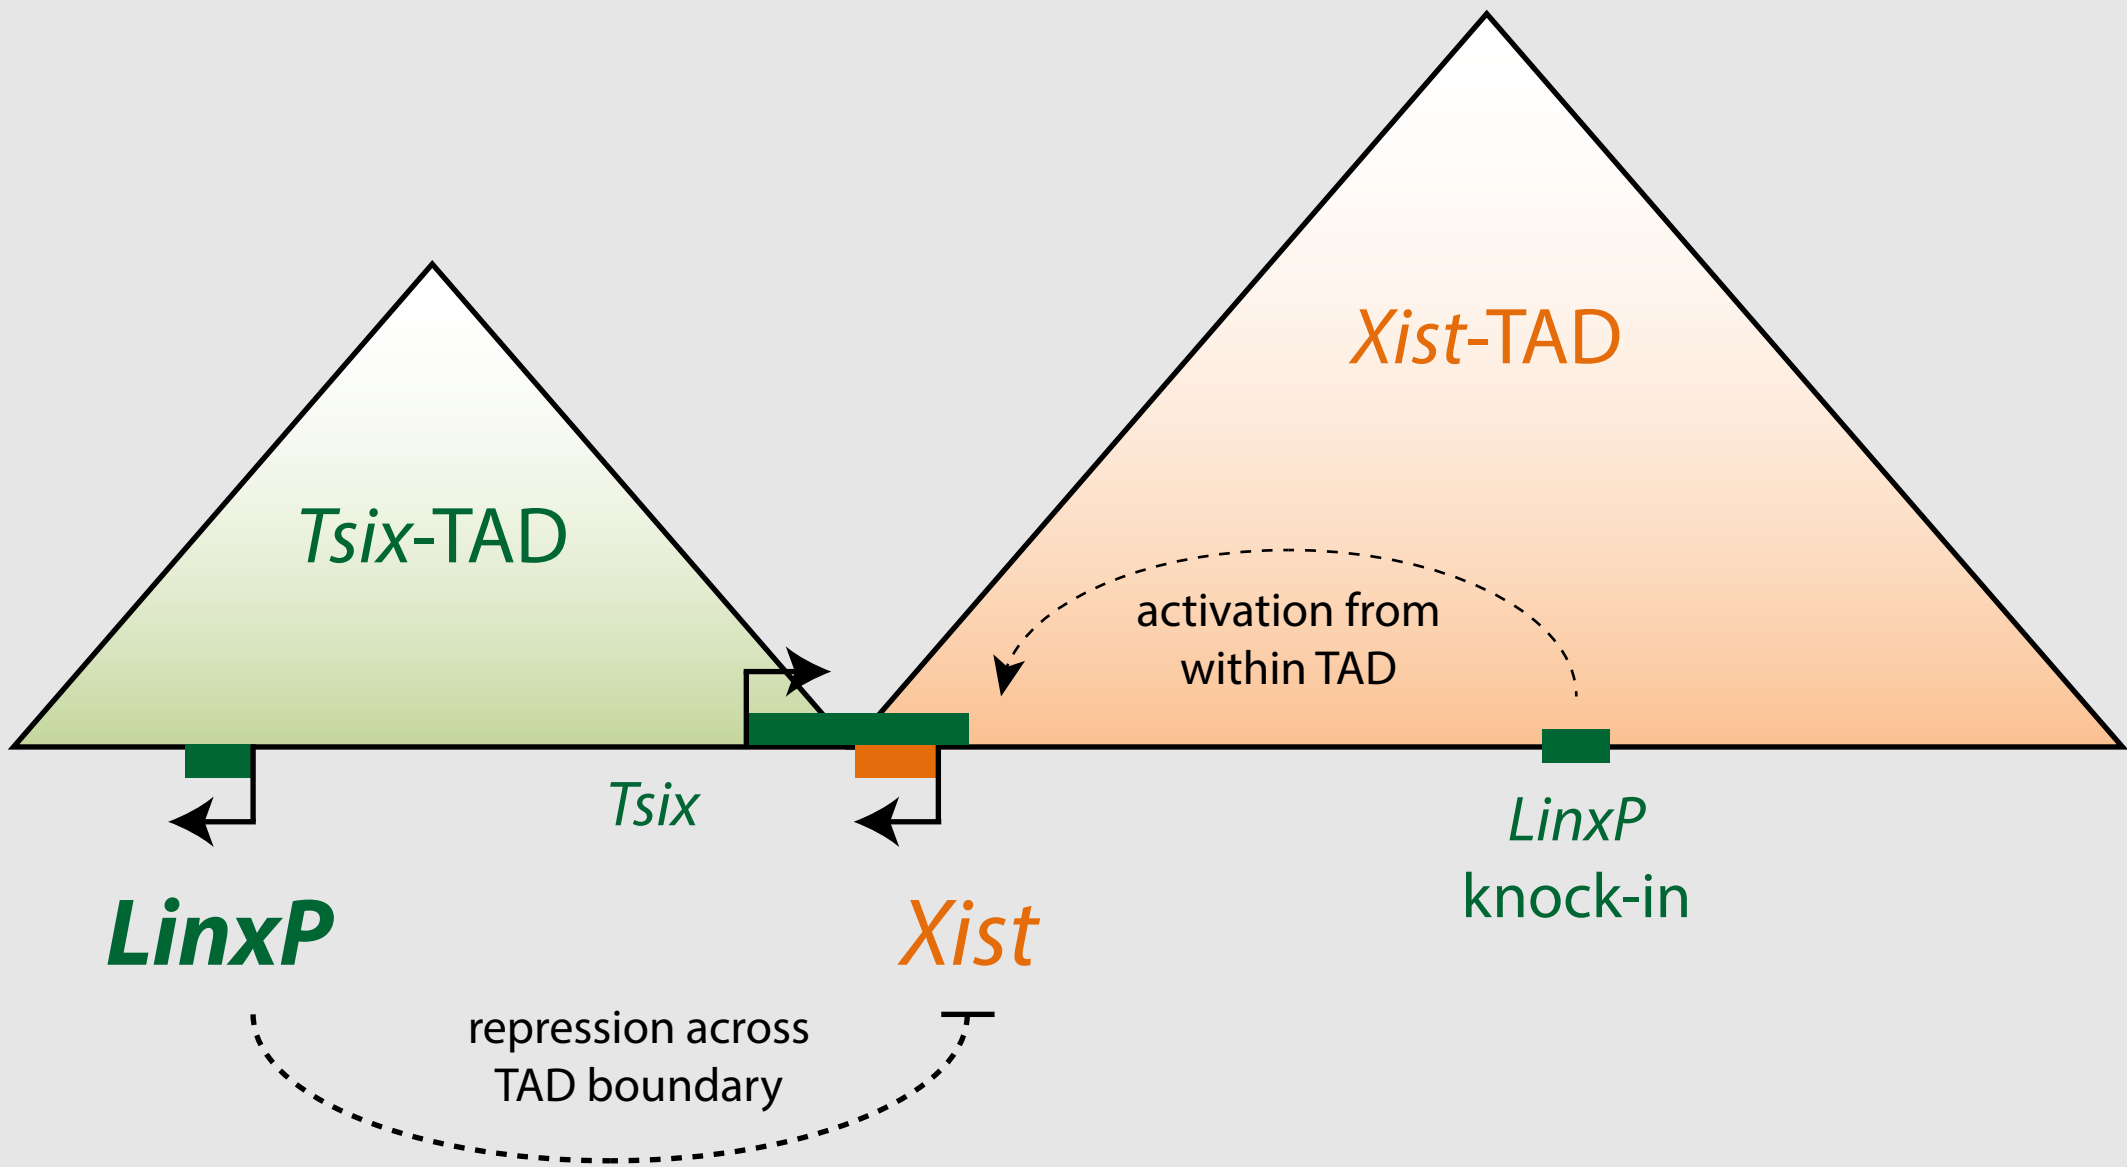 Xist-TAD
Tsix-TAD
activation from
within TAD
Tsix
LinxP
knock-in
LinxP
Xist
repression across
TAD boundary